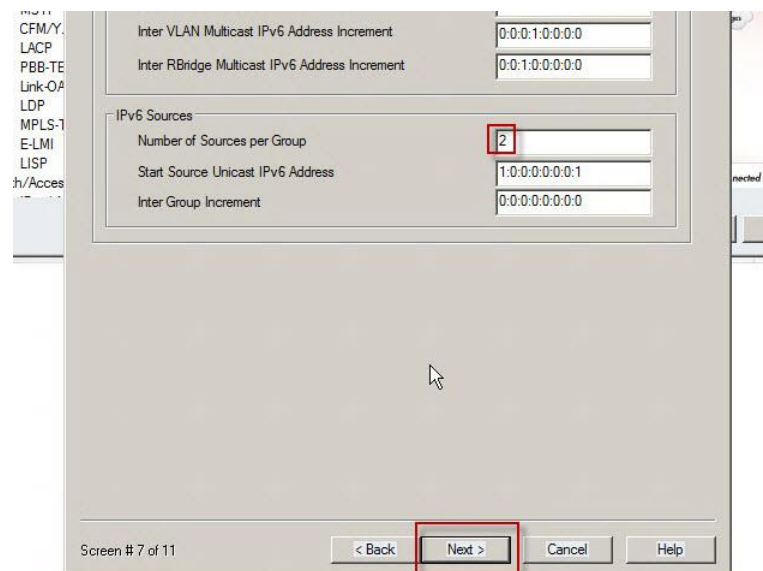 CFM/Y.
LACP
PBB-TE
Link-OA
LDP
MPLS-T
E-LMI
LISP
th/Acces
Inter VLAN Multicast IPv6 Address Increment 0:0:0:1:0:0:0:0
Inter RBridge Multicast IPv6 Address Increment 0:0:1:0:0:0:0:0
IPv6 Sources
Number of Sources per Group 2
Start Source Unicast IPv6 Address 1:0:0:0:0:0:0:1
Inter Group Increment 0:0:0:0:0:0:0:0
nected
Screen # 7 of 11
< Back Next > Cancel Help